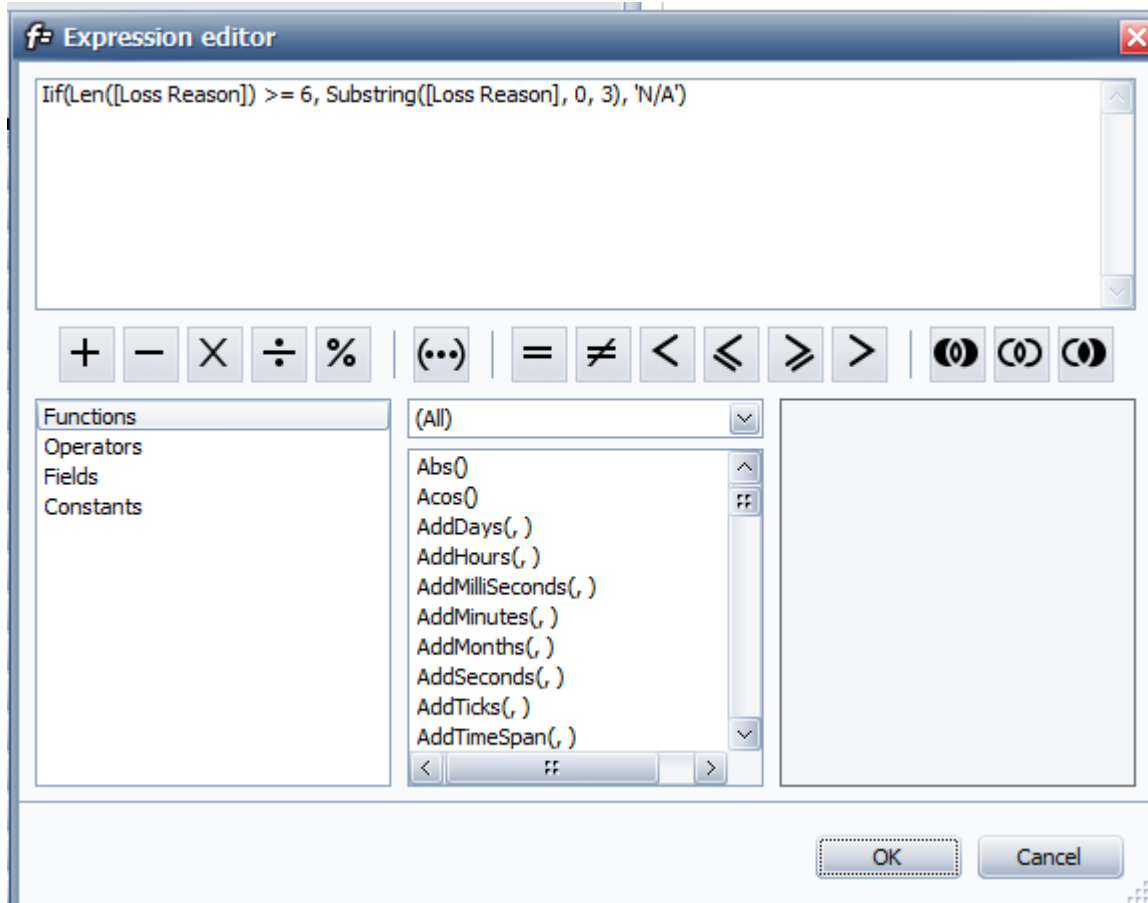 f= Expression editor
Iif(Len([Loss Reason]) >= 6, Substring([Loss Reason], 0, 3), 'N/A')
+ − X ÷ % (•••) = ≠ < ⩽ ⩾ >
Functions
Operators
Fields
Constants
(All)
Abs()
Acos()
AddDays(, )
AddHours(, )
AddMilliSeconds(, )
AddMinutes(, )
AddMonths(, )
AddSeconds(, )
AddTicks(, )
AddTimeSpan(, )
OK
Cancel